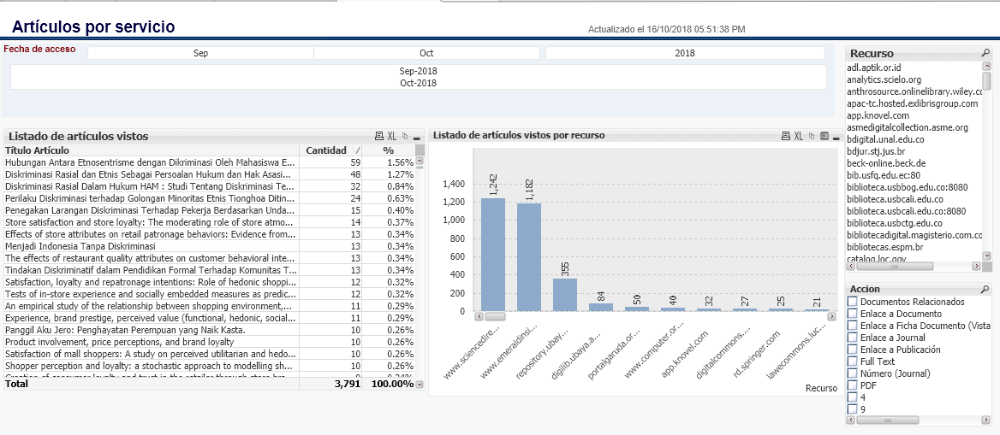 Artículos por servicio
Actualizado el 16/10/2018 05:51:38 PM
Fecha de acceso
Sep
Oct
2018
Sep-2018
Oct-2018
Listado de artículos vistos
XL
Título Artículo Cantidad %
Hubungan Antara Etnosentrisme dengan Dikriminasi Oleh Mahasiswa E... 59 1.56%
Diskriminasi Rasial dan Etnis Sebagai Persoalan Hukum dan Hak Asasi... 48 1.27%
Diskriminasi Rasial Dalam Hukum HAM : Studi Tentang Diskriminasi Te... 32 0.84%
Perilaku Diskriminasi terhadap Golongan Minoritas Etnis Tionghoa Ditin... 24 0.63%
Penegakan Larangan Diskriminasi Terhadap Pekerja Berdasarkan Unda... 15 0.40%
Store satisfaction and store loyalty: The moderating role of store atmo... 14 0.37%
Effects of store attributes on retail patronage behaviors: Evidence from... 13 0.34%
Menjadi Indonesia Tanpa Diskriminasi 13 0.34%
The effects of restaurant quality attributes on customer behavioral inte... 13 0.34%
Tindakan Diskriminatif dalam Pendidikan Formal Terhadap Komunitas T... 13 0.34%
Satisfaction, loyalty and repatronage intentions: Role of hedonic shoppi... 12 0.32%
Tests of in-store experience and socially embedded measures as predic... 12 0.32%
An empirical study of the relationship between shopping environment,... 11 0.29%
Experience, brand prestige, perceived value (functional, hedonic, social... 11 0.29%
Panggil Aku Jero: Penghayatan Perempuan yang Naik Kasta. 10 0.26%
Product involvement, price perceptions, and brand loyalty 10 0.26%
Satisfaction of mall shoppers: A study on perceived utilitarian and hedo... 10 0.26%
Shopper perception and loyalty: a stochastic approach to modelling sh... 10 0.26%
Total 3,791 100.00%
Listado de artículos vistos por recurso
XL
1,400
1,200
1,000
800
600
400
200
0
1,242
1,182
355
84
50
40
32
27
25
21
www.sciencedire...
www.emeraldinsi...
repository.ubay...
digilib.ubaya.a...
portalgaruda.or...
www.computer.or...
app.knovel.com
digitalcommons....
rd.springer.com
lawecommons.luc...
Recurso
Recurso
adl.aptik.or.id
analytics.scielo.org
anthrosource.onlinelibrary.wiley.co
apac-tc.hosted.exlibrisgroup.com
app.knovel.com
asmedigitalcollection.asme.org
bdigital.unal.edu.co
bdjur.stj.jus.br
beck-online.beck.de
bib.usfq.edu.ec:80
biblioteca.usbbog.edu.co:8080
biblioteca.usbcali.edu.co
biblioteca.usbcali.edu.co:8080
biblioteca.usbctg.edu.co
bibliotecadigital.magisterio.com.co
bibliotecas.espm.br
catalog.loc.gov
Accion
Documentos Relacionados
Enlace a Documento
Enlace a Ficha Documento (Vista
Enlace a Journal
Enlace a Publicación
Full Text
Número (Journal)
PDF
4
9